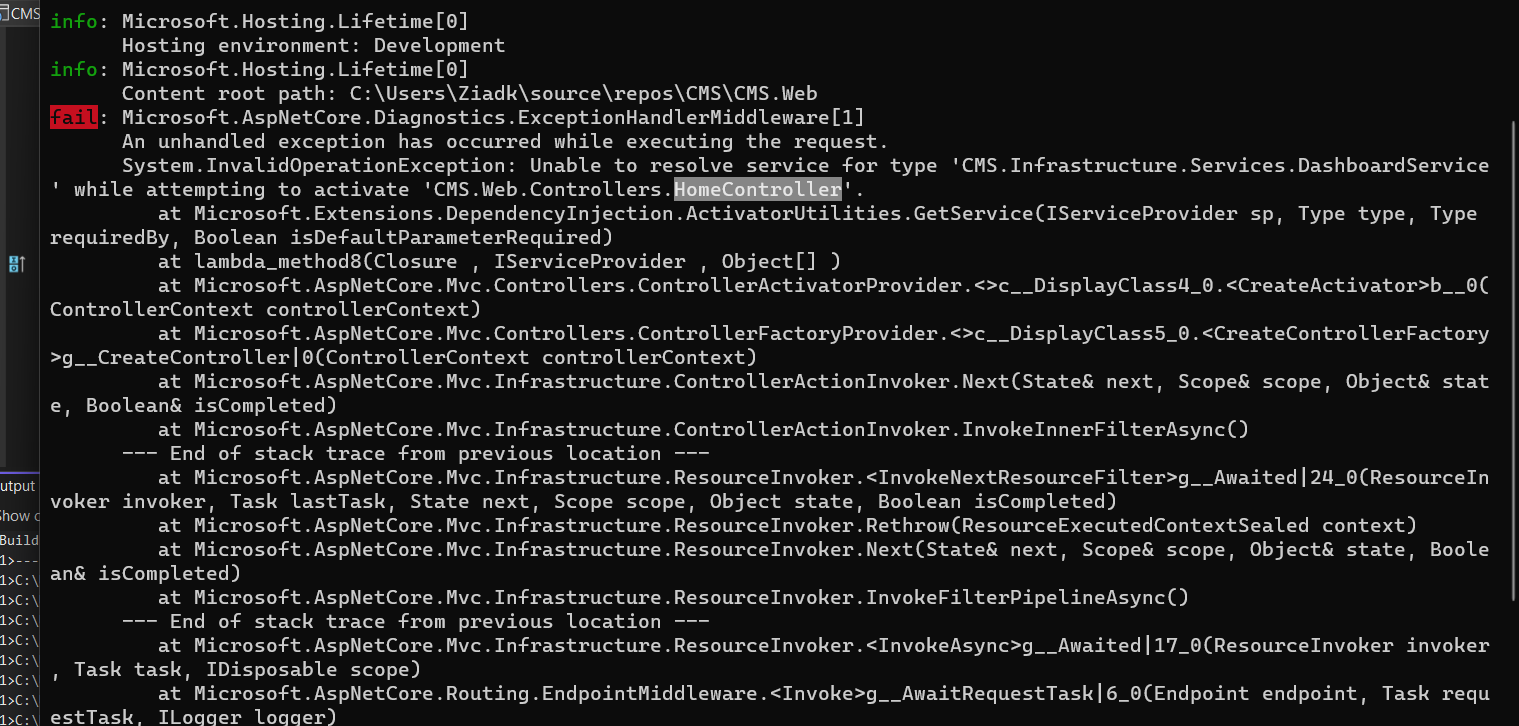 CMS
info: Microsoft.Hosting.Lifetime[0]
Hosting environment: Development
info: Microsoft.Hosting.Lifetime[0]
Content root path: C:\Users\Ziadk\source\repos\CMS\CMS.Web
fail: Microsoft.AspNetCore.Diagnostics.ExceptionHandlerMiddleware[1]
An unhandled exception has occurred while executing the request.
System.InvalidOperationException: Unable to resolve service for type 'CMS.Infrastructure.Services.DashboardService
' while attempting to activate 'CMS.Web.Controllers.HomeController'.
at Microsoft.Extensions.DependencyInjection.ActivatorUtilities.GetService(IServiceProvider sp, Type type, Type
requiredBy, Boolean isDefaultParameterRequired)
at lambda_method8(Closure , IServiceProvider , Object[] )
at Microsoft.AspNetCore.Mvc.Controllers.ControllerActivatorProvider.<>c__DisplayClass4_0.<CreateActivator>b__0(
ControllerContext controllerContext)
at Microsoft.AspNetCore.Mvc.Controllers.ControllerFactoryProvider.<>c__DisplayClass5_0.<CreateControllerFactory
>g__CreateController|0(ControllerContext controllerContext)
at Microsoft.AspNetCore.Mvc.Infrastructure.ControllerActionInvoker.Next(State& next, Scope& scope, Object& stat
e, Boolean& isCompleted)
at Microsoft.AspNetCore.Mvc.Infrastructure.ControllerActionInvoker.InvokeInnerFilterAsync()
--- End of stack trace from previous location ---
at Microsoft.AspNetCore.Mvc.Infrastructure.ResourceInvoker.<InvokeNextResourceFilter>g__Awaited|24_0(ResourceIn
voker invoker, Task lastTask, State next, Scope scope, Object state, Boolean isCompleted)
at Microsoft.AspNetCore.Mvc.Infrastructure.ResourceInvoker.Rethrow(ResourceExecutedContextSealed context)
at Microsoft.AspNetCore.Mvc.Infrastructure.ResourceInvoker.Next(State& next, Scope& scope, Object& state, Boole
an& isCompleted)
at Microsoft.AspNetCore.Mvc.Infrastructure.ResourceInvoker.InvokeFilterPipelineAsync()
--- End of stack trace from previous location ---
at Microsoft.AspNetCore.Mvc.Infrastructure.ResourceInvoker.<InvokeAsync>g__Awaited|17_0(ResourceInvoker invoker
, Task task, IDisposable scope)
at Microsoft.AspNetCore.Routing.EndpointMiddleware.<Invoke>g__AwaitRequestTask|6_0(Endpoint endpoint, Task requ
estTask, ILogger logger)
utput
Show o
Build
1>---
1>C:\
1>C:\
1>C:\
1>C:\
1>C:\
1>C:\
1>C:\
1>C:\